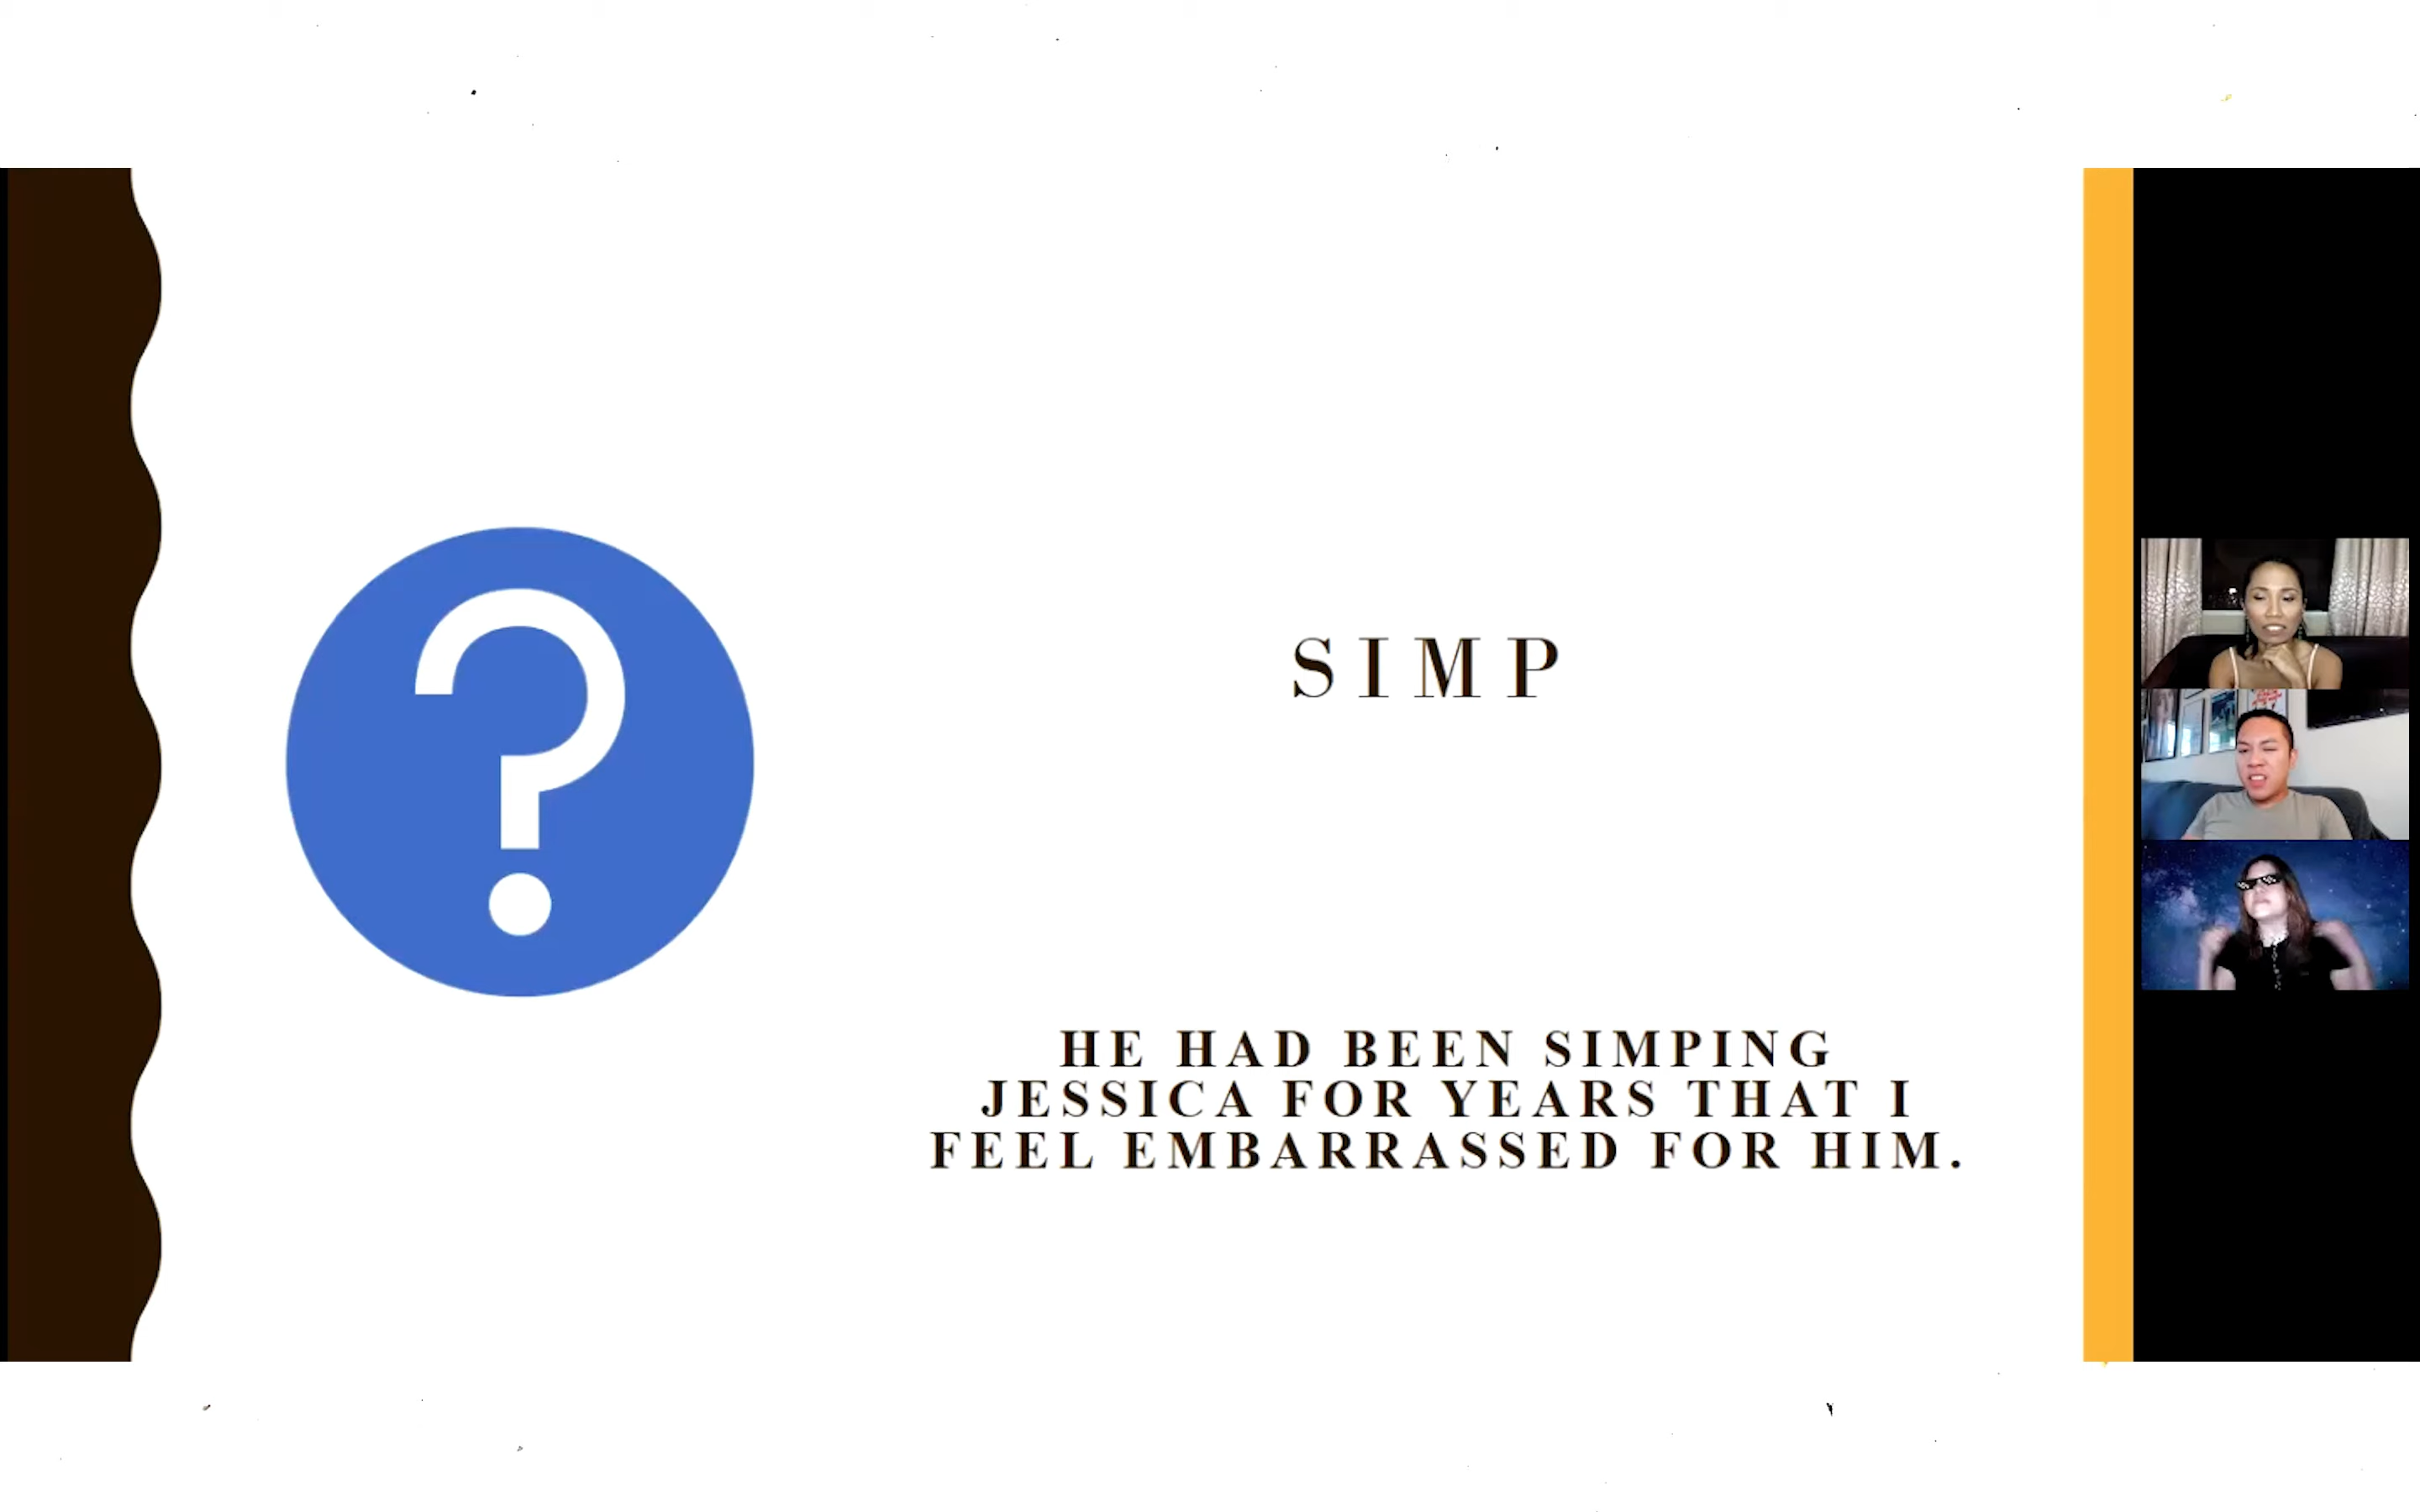 SIMP
HE HAD BEEN SIMPING
JESSICA FOR YEARS THAT I
FEEL EMBARRASSED FOR HIM.